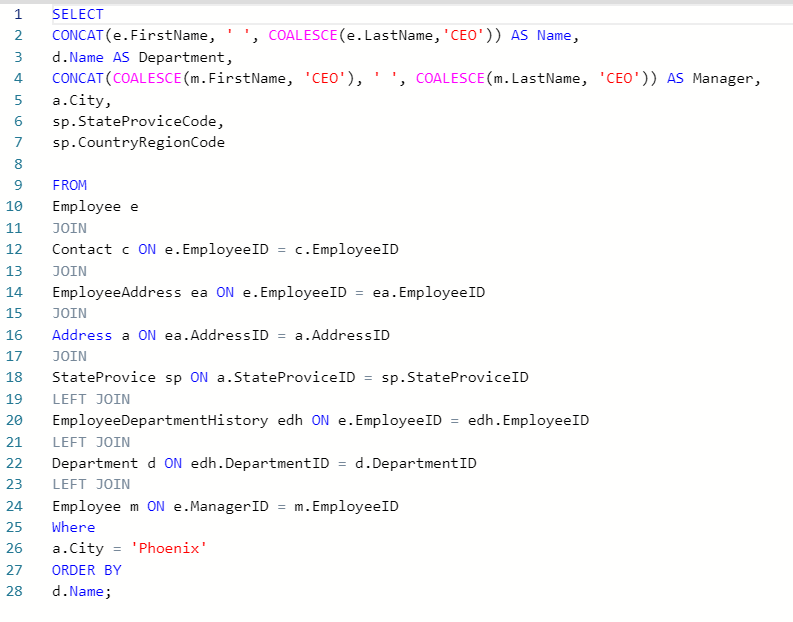 1 SELECT
2 CONCAT(e.FirstName, ' ', COALESCE(e.LastName,'CEO')) AS Name,
3 d.Name AS Department,
4 CONCAT(COALESCE(m.FirstName, 'CEO'), ' ', COALESCE(m.LastName, 'CEO')) AS Manager,
5 a.City,
6 sp.StateProviceCode,
7 sp.CountryRegionCode
8
9 FROM
10 Employee e
11 JOIN
12 Contact c ON e.EmployeeID = c.EmployeeID
13 JOIN
14 EmployeeAddress ea ON e.EmployeeID = ea.EmployeeID
15 JOIN
16 Address a ON ea.AddressID = a.AddressID
17 JOIN
18 StateProvice sp ON a.StateProviceID = sp.StateProviceID
19 LEFT JOIN
20 EmployeeDepartmentHistory edh ON e.EmployeeID = edh.EmployeeID
21 LEFT JOIN
22 Department d ON edh.DepartmentID = d.DepartmentID
23 LEFT JOIN
24 Employee m ON e.ManagerID = m.EmployeeID
25 Where
26 a.City = 'Phoenix'
27 ORDER BY
28 d.Name;